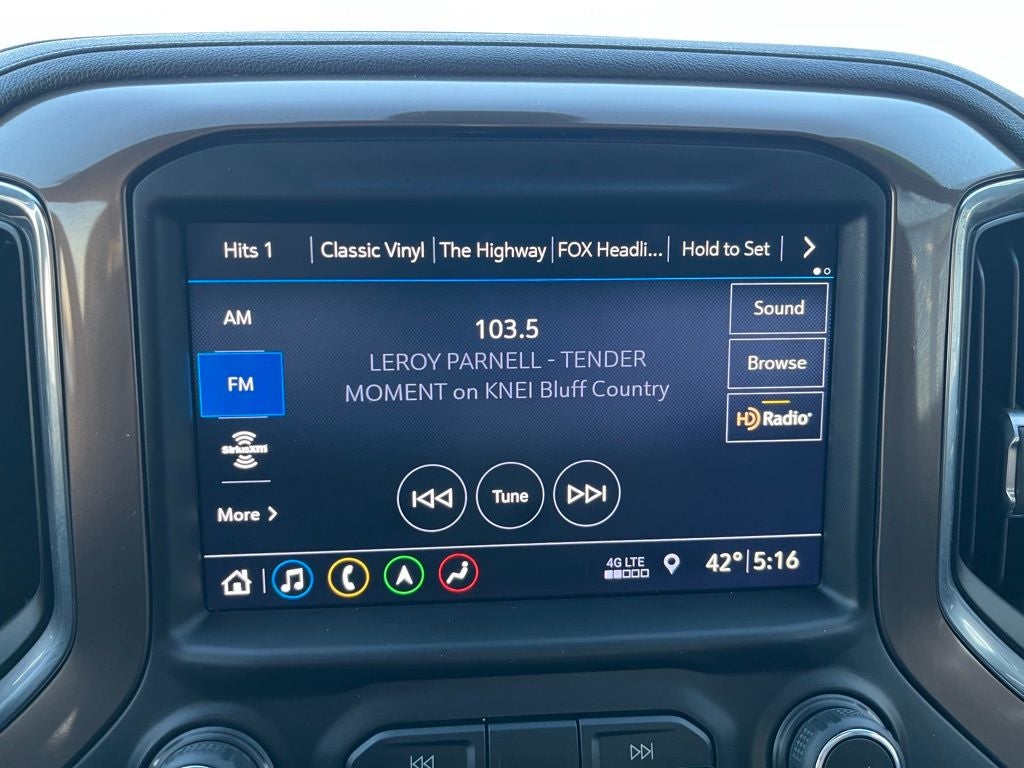 Hits 1 Classic Vinyl The Highway FOX Headli... Hold to Set
AM
103.5
Sound
LEROY PARNELL - TENDER
MOMENT on KNEI Bluff Country
FM
Browse
HD Radio
SiriusXM
Tune
More
4G LTE
42° 5:16